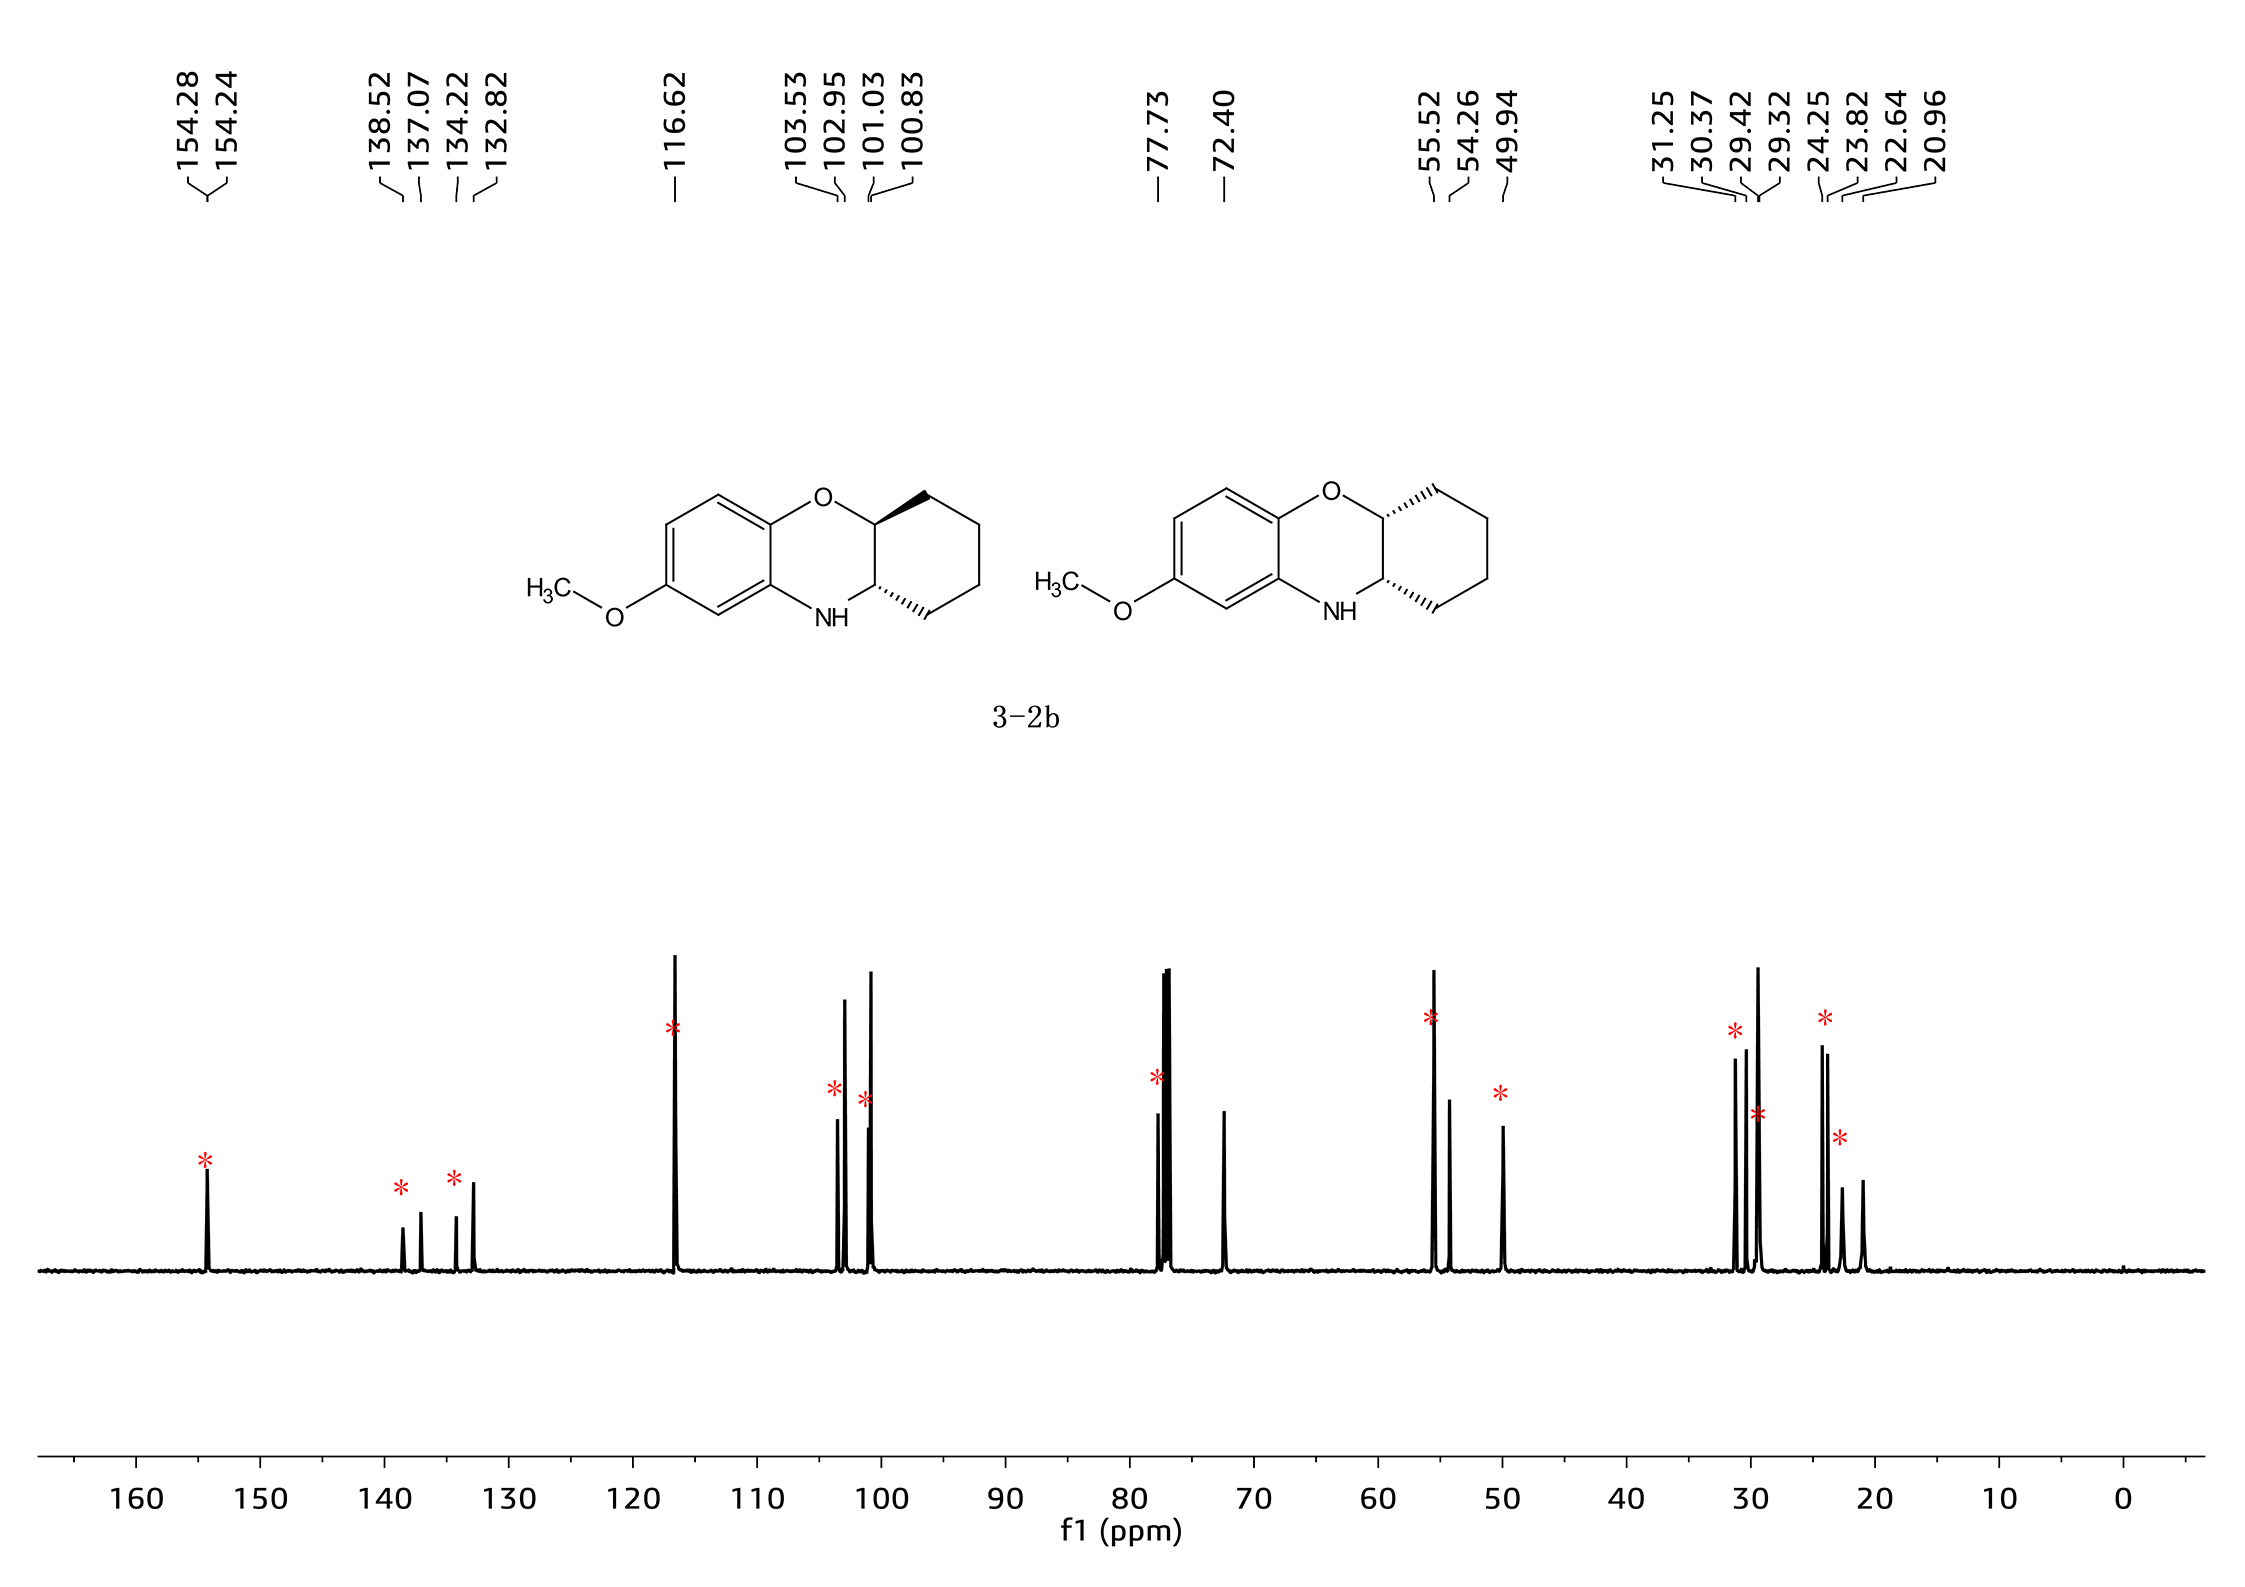 154.28
154.24
138.52
137.07
134.22
132.82
116.62
103.53
102.95
101.03
100.83
77.73
72.40
55.52
54.26
49.94
31.25
30.37
29.42
29.32
24.25
23.82
22.64
20.96
O
H3C
O
NH
O
H3C
O
NH
3-2b
* * * * * * * * * * * * * *
160 150 140 130 120 110 100 90 80 70 60 50 40 30 20 10 0
f1 (ppm)